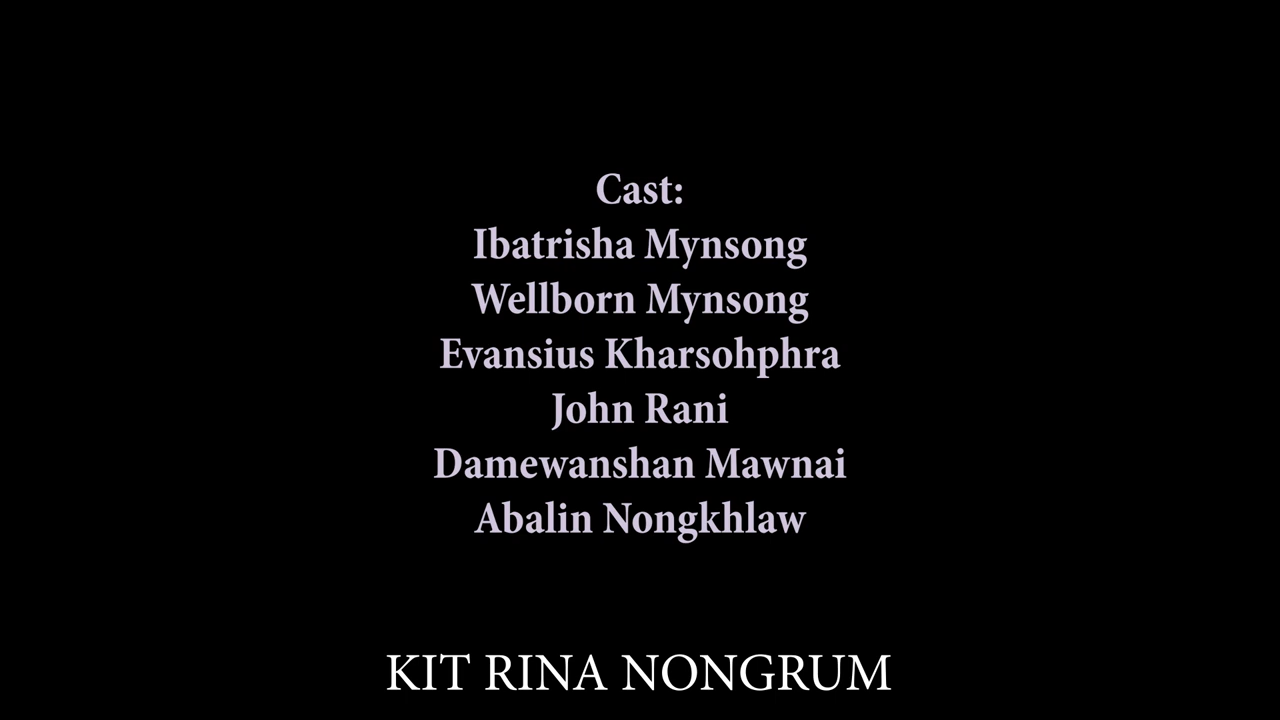 Cast:
Ibatrisha Mynsong
Wellborn Mynsong
Evansius Kharsohphra
John Rani
Damewanshan Mawnai
Abalin Nongkhlaw
KIT RINA NONGRUM